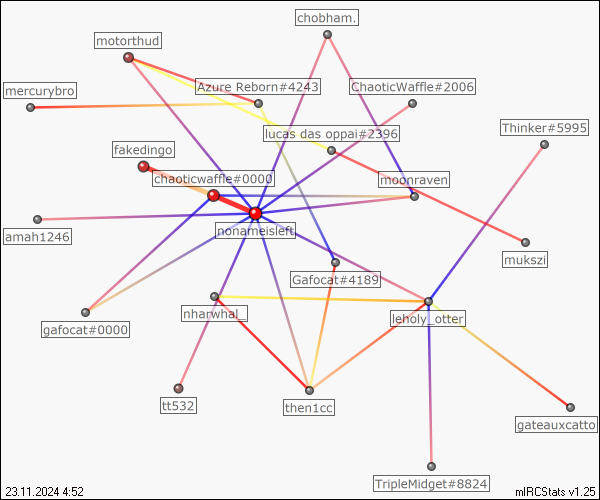 chobham.
motorthud
mercurybro
Azure Reborn#4243
ChaoticWaffle#2006
lucas das oppai#2396
Thinker#5995
fakedingo
chaoticwaffle#0000
moonraven
amah1246
nonameisleft
mukszi
Gafocat#4189
gafocat#0000
nharwhal_
leholy_otter
tt532
then1cc
gateauxcatto
TripleMidget#8824
23.11.2024 4:52
mIRCStats v1.25